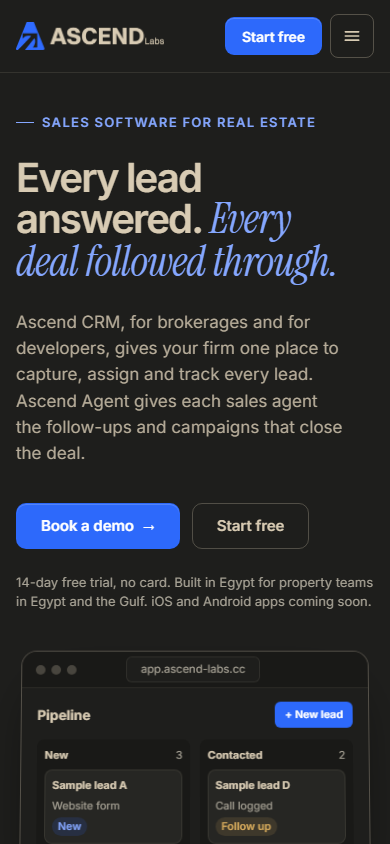 ASCEND Labs
Start free
SALES SOFTWARE FOR REAL ESTATE
Every lead
answered. Every
deal followed through.
Ascend CRM, for brokerages and for
developers, gives your firm one place to
capture, assign and track every lead.
Ascend Agent gives each sales agent
the follow-ups and campaigns that close
the deal.
Book a demo →
Start free
14-day free trial, no card. Built in Egypt for property teams
in Egypt and the Gulf. iOS and Android apps coming soon.
app.ascend-labs.cc
Pipeline
+ New lead
New 3
Contacted 2
Sample lead A
Website form
New
Sample lead D
Call logged
Follow up